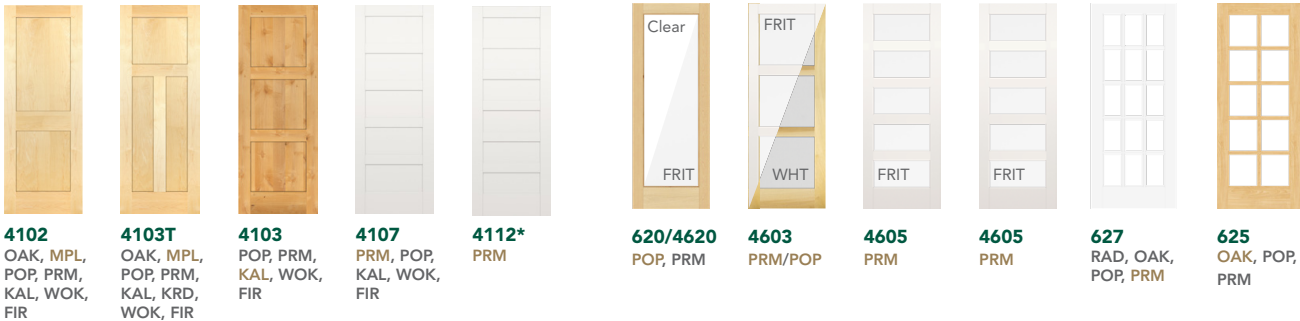 Clear
FRIT
FRIT
WHT
FRIT
FRIT
4102
OAK, MPL,
POP, PRM,
KAL, WOK,
FIR
4103T
OAK, MPL,
POP, PRM,
KAL, KRD,
WOK, FIR
4103
POP, PRM,
KAL, WOK,
FIR
4107
PRM, POP,
KAL, WOK,
FIR
4112*
PRM
620/4620
POP, PRM
4603
PRM/POP
4605
PRM
4605
PRM
627
RAD, OAK,
POP, PRM
625
OAK, POP,
PRM